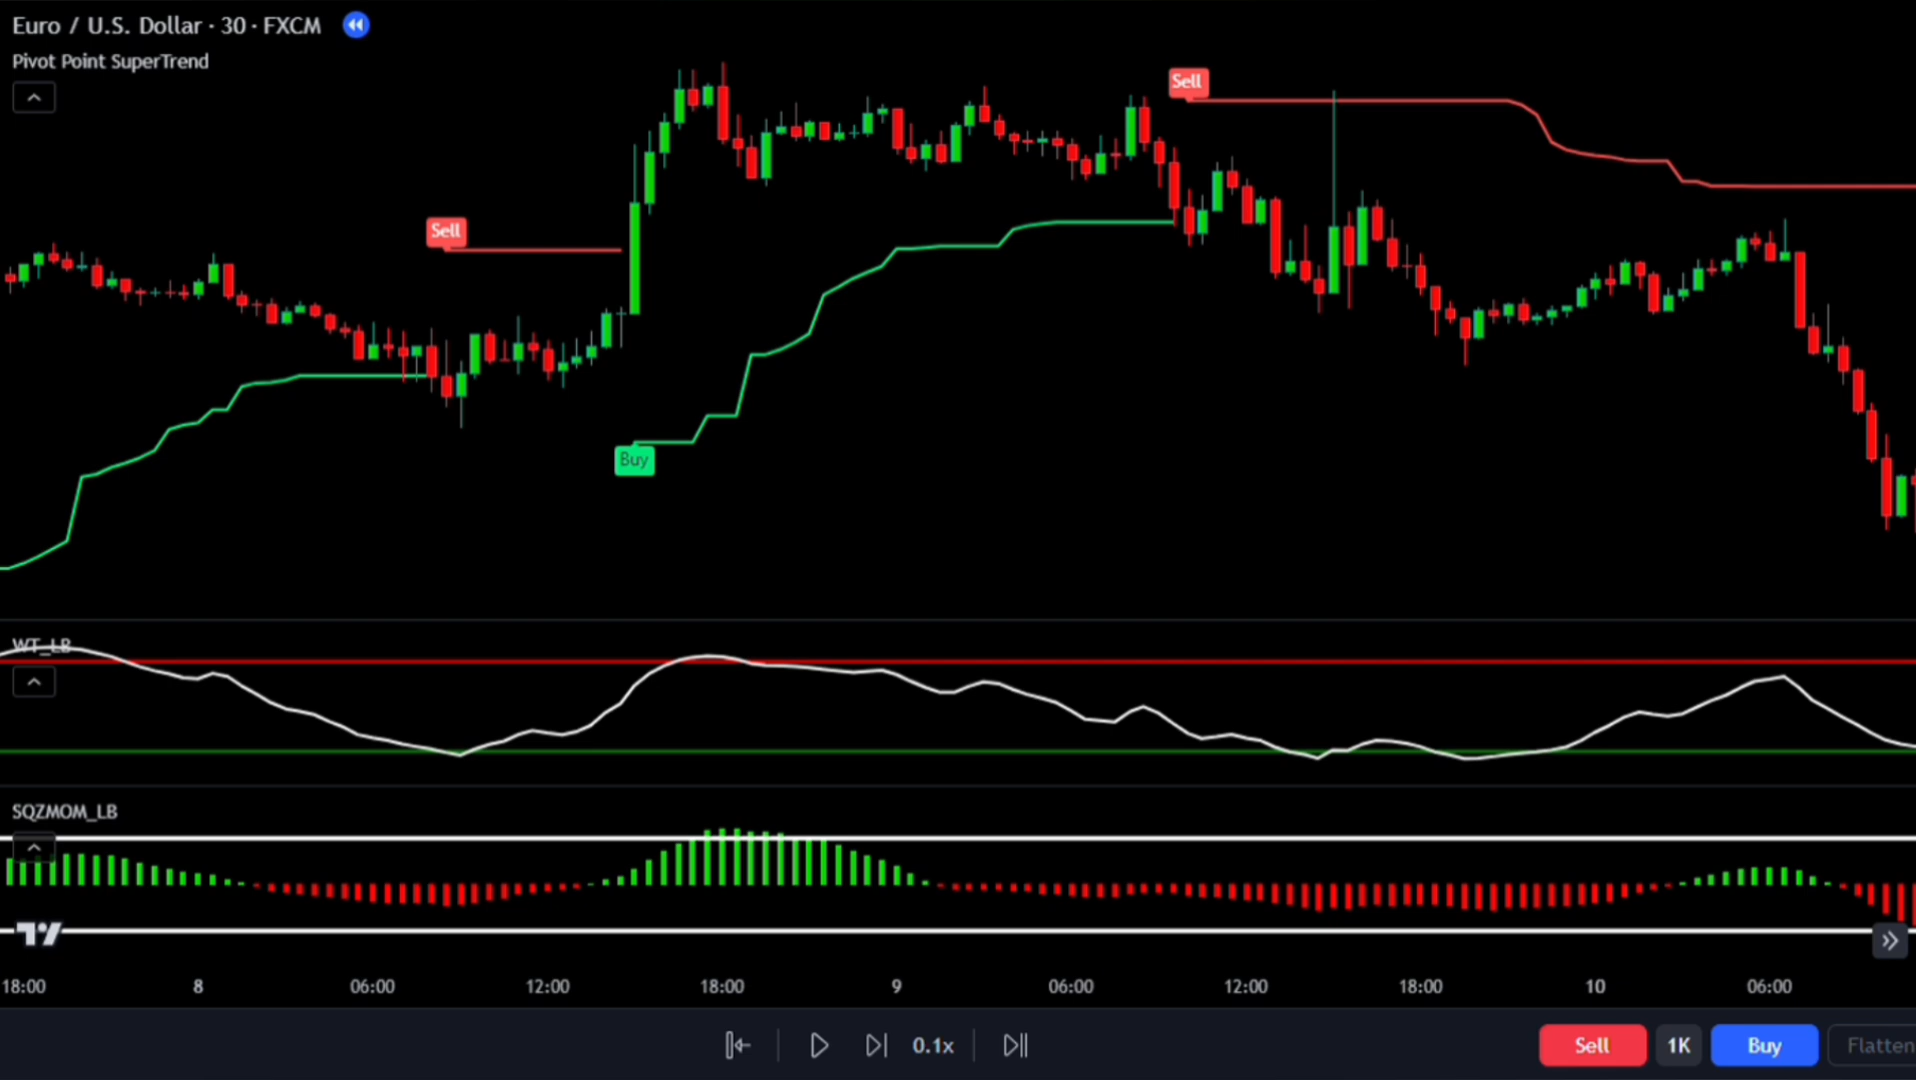 Euro / U.S. Dollar · 30 · FXCM
Pivot Point SuperTrend
Sell
Sell
Buy
WT_LB
SQZMOM_LB
18:00 8 06:00 12:00 18:00 9 06:00 12:00 18:00 10 06:00
0.1x Sell 1K Buy Flatten